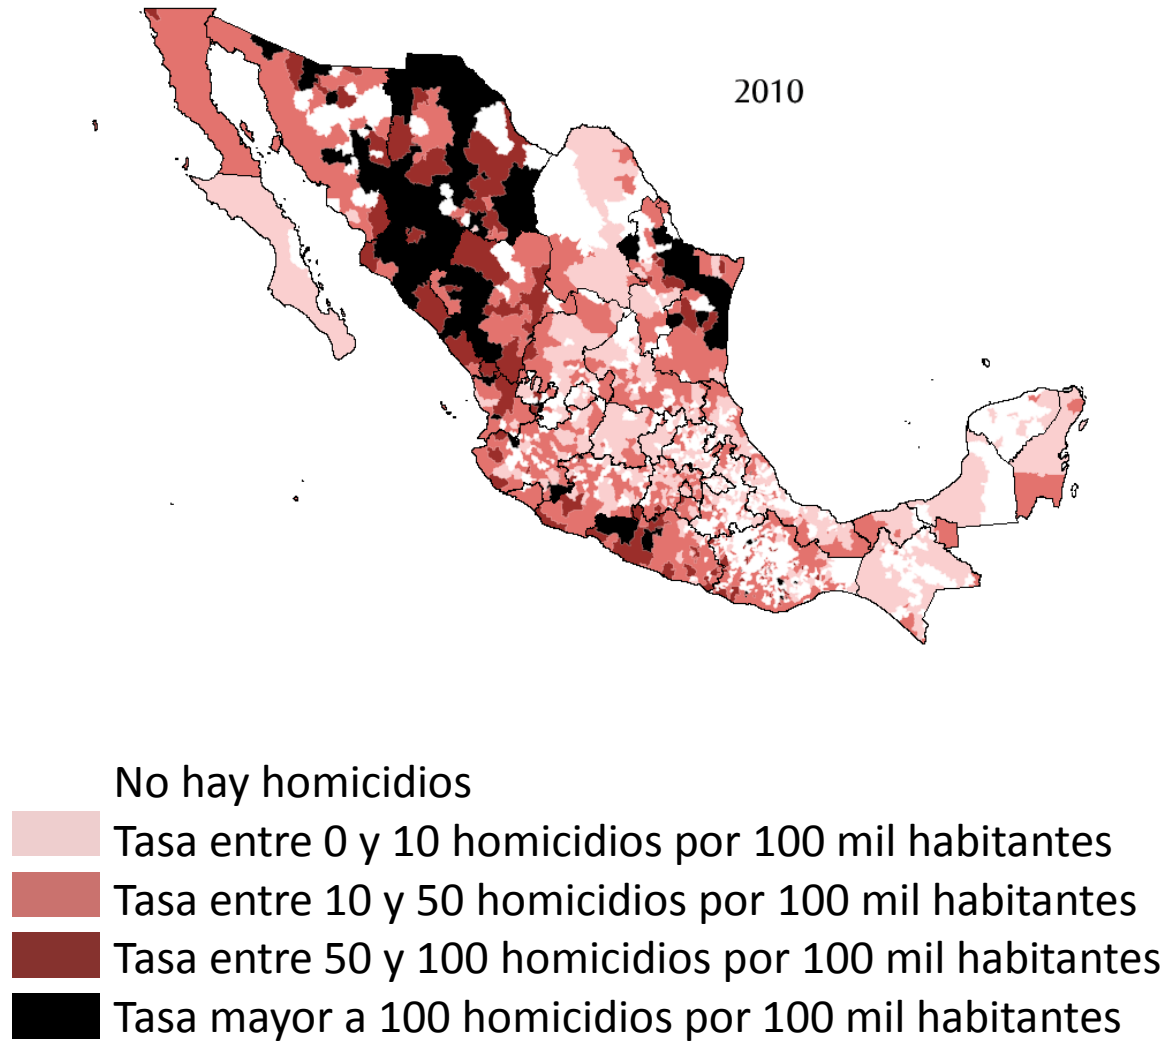 2010
No hay homicidios
Tasa entre 0 y 10 homicidios por 100 mil habitantes
Tasa entre 10 y 50 homicidios por 100 mil habitantes
Tasa entre 50 y 100 homicidios por 100 mil habitantes
Tasa mayor a 100 homicidios por 100 mil habitantes